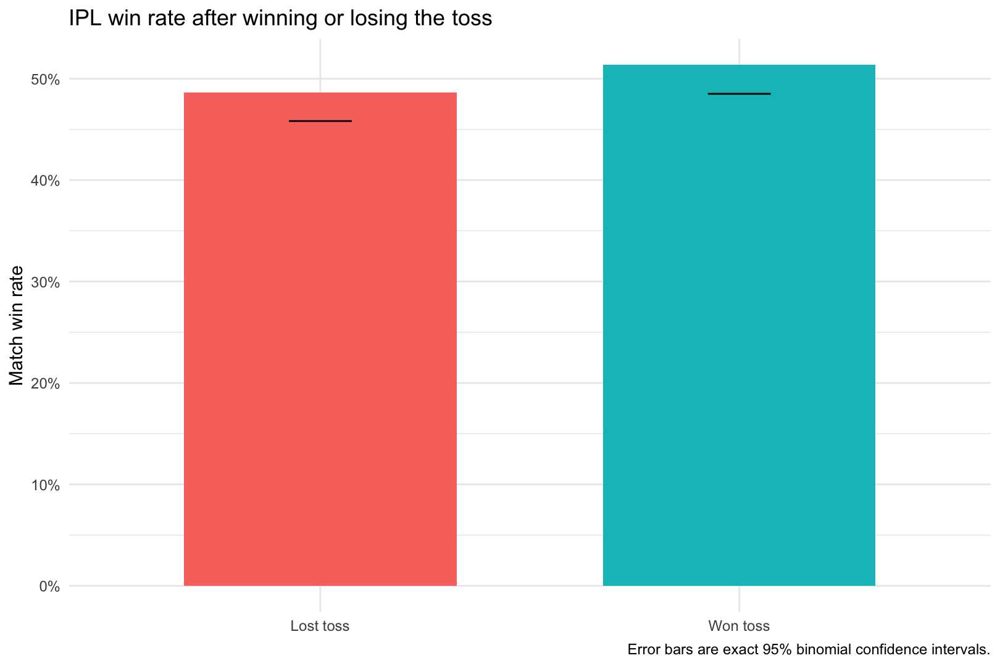 IPL win rate after winning or losing the toss
Match win rate
50%
40%
30%
20%
10%
0%
Lost toss
Won toss
Error bars are exact 95% binomial confidence intervals.